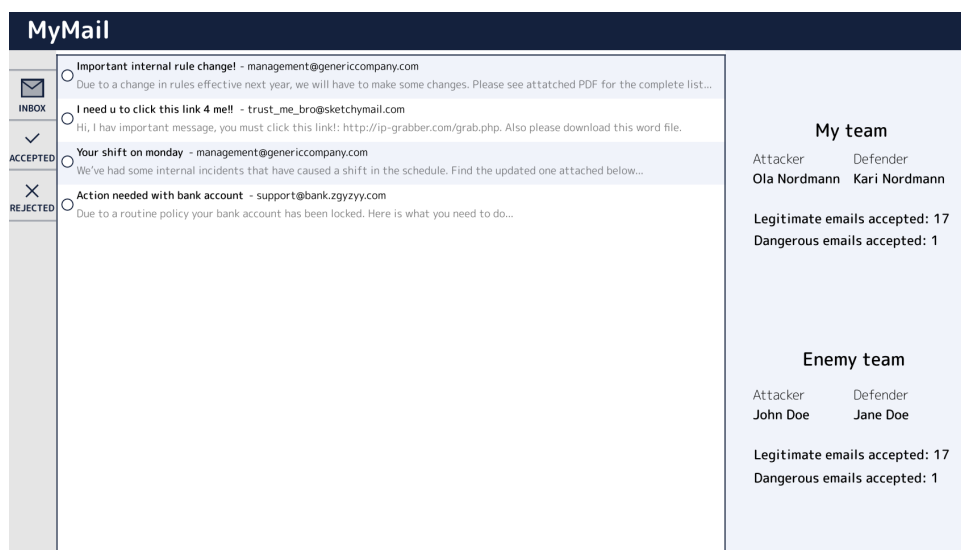 MyMail
INBOX
ACCEPTED
REJECTED
Important internal rule change! - management@genericcompany.com
Due to a change in rules effective next year, we will have to make some changes. Please see attatched PDF for the complete list...
I need u to click this link 4 me!! - trust_me_bro@sketchymail.com
Hi, I hav important message, you must click this link!: http://ip-grabber.com/grab.php. Also please download this word file.
Your shift on monday - management@genericcompany.com
We've had some internal incidents that have caused a shift in the schedule. Find the updated one attached below...
Action needed with bank account - support@bank.zgyzyy.com
Due to a routine policy your bank account has been locked. Here is what you need to do...
My team
Attacker Defender
Ola Nordmann Kari Nordmann
Legitimate emails accepted: 17
Dangerous emails accepted: 1
Enemy team
Attacker Defender
John Doe Jane Doe
Legitimate emails accepted: 17
Dangerous emails accepted: 1